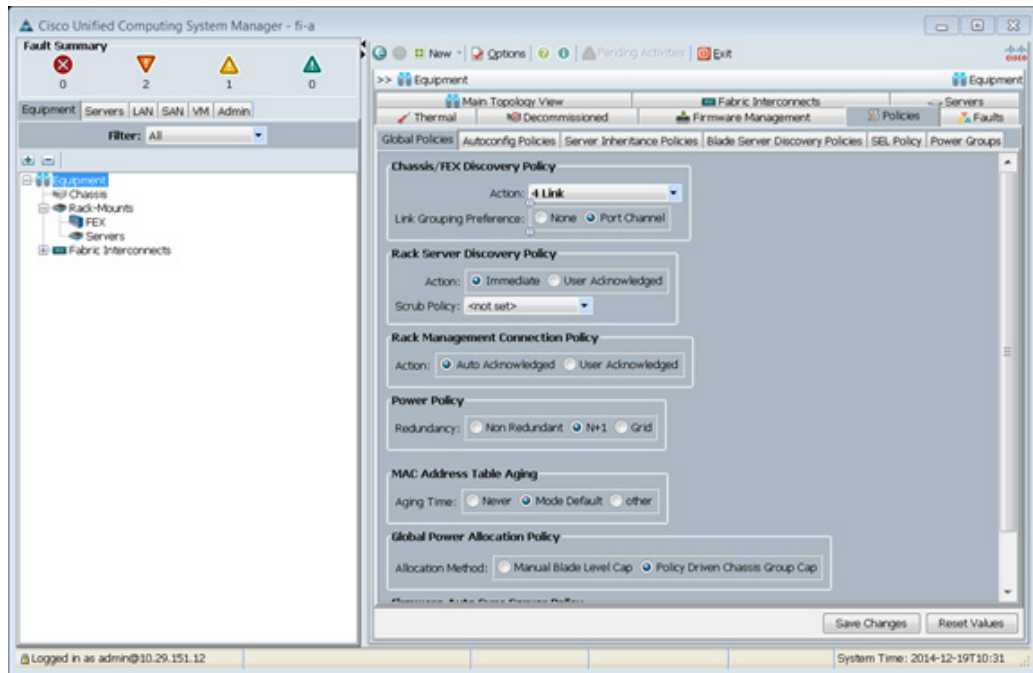 Cisco Unified Computing System Manager - fi-a
Fault Summary
0 2 1 0
New Options Pending Activities Exit
cisco
>> Equipment Equipment
Equipment Servers LAN SAN VM Admin
Filter: All
Equipment
Chassis
Rack-Mounts
FEX
Servers
Fabric Interconnects
Main Topology View Fabric Interconnects Servers
Thermal Decommissioned Firmware Management Policies Faults
Global Policies Autoconfig Policies Server Inheritance Policies Blade Server Discovery Policies SEL Policy Power Groups
Chassis/FEX Discovery Policy
Action: 4 Link
Link Grouping Preference: None Port Channel
Rack Server Discovery Policy
Action: Immediate User Acknowledged
Scrub Policy: <not set>
Rack Management Connection Policy
Action: Auto Acknowledged User Acknowledged
Power Policy
Redundancy: Non Redundant N+1 Grid
MAC Address Table Aging
Aging Time: Never Mode Default other
Global Power Allocation Policy
Allocation Method: Manual Blade Level Cap Policy Driven Chassis Group Cap
Firmware Auto Sync Server Policy
Save Changes Reset Values
Logged in as admin@10.29.151.12
System Time: 2014-12-19T10:31